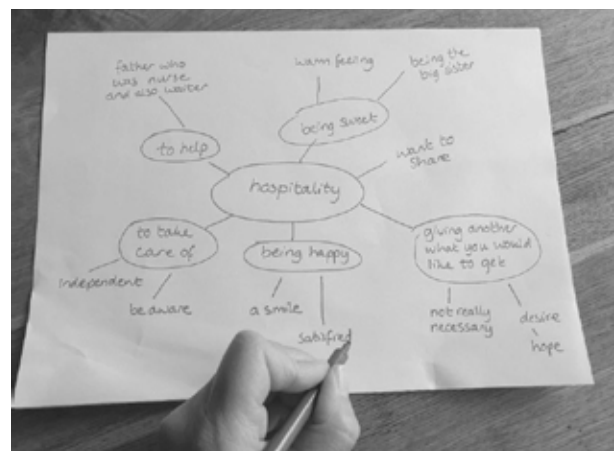 father who
was nurse
and also waiter
warm feeling
being the
big sister
to help
being sweet
want to
share
hospitality
to take
care of
being happy
giving another
what you would
like to get
independent
be aware
a smile
satisfied
not really
necessary
desire
hope